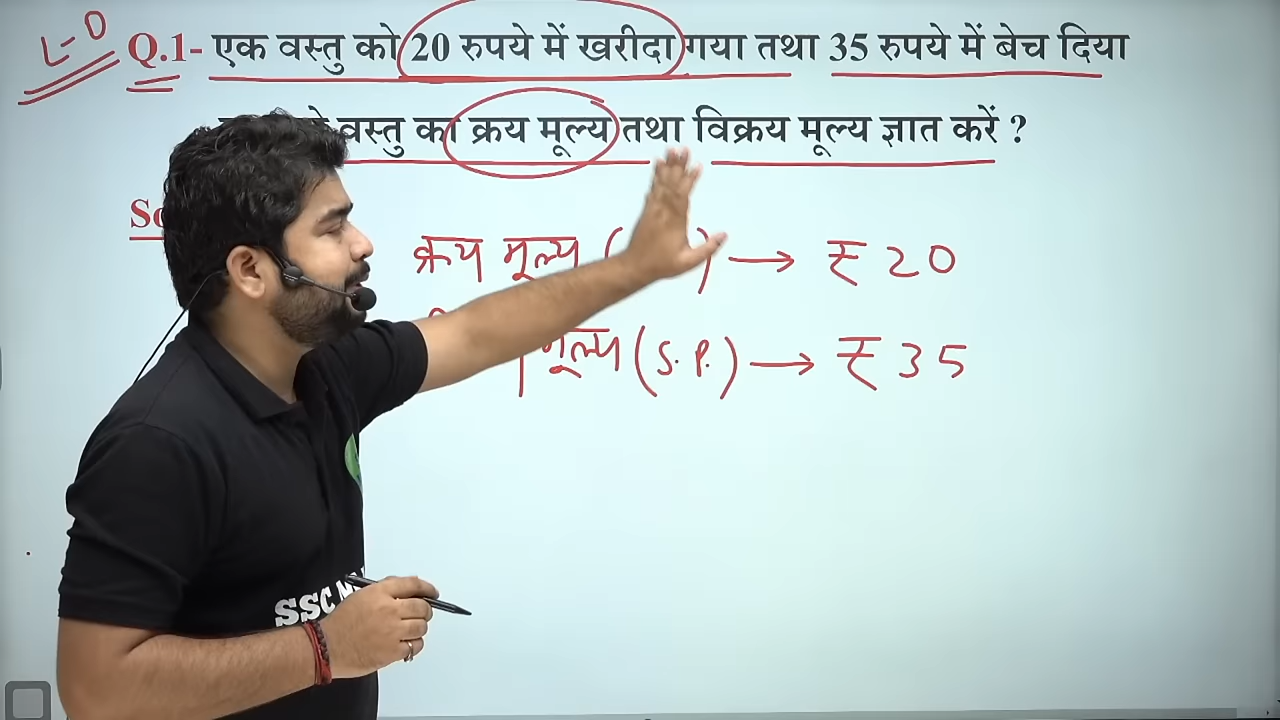 L-0
Q.1- एक वस्तु को 20 रुपये में खरीदा गया तथा 35 रुपये में बेच दिया
वस्तु का क्रय मूल्य तथा विक्रय मूल्य ज्ञात करें ?
क्रय मूल्य ( ) → ₹ 20
मूल्य (S.P.) → ₹ 35
SSC